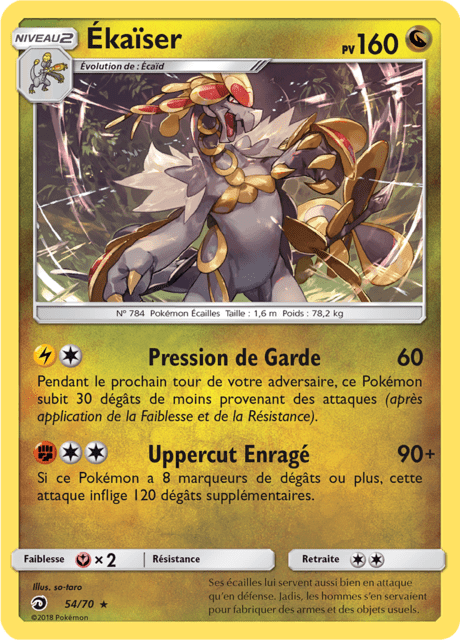 NIVEAU 2
Ékaïser
PV 160
Évolution de : Écaïd
N° 784 Pokémon Écailles Taille : 1,6 m Poids : 78,2 kg
Pression de Garde 60
Pendant le prochain tour de votre adversaire, ce Pokémon
subit 30 dégâts de moins provenant des attaques (après
application de la Faiblesse et de la Résistance).
Uppercut Enragé 90+
Si ce Pokémon a 8 marqueurs de dégâts ou plus, cette
attaque inflige 120 dégâts supplémentaires.
Faiblesse × 2 Résistance Retraite
Illus. so-taro
54/70 ★
©2018 Pokémon
Ses écailles lui servent aussi bien en attaque
qu'en défense. Jadis, les hommes s'en servaient
pour fabriquer des armes et des objets usuels.